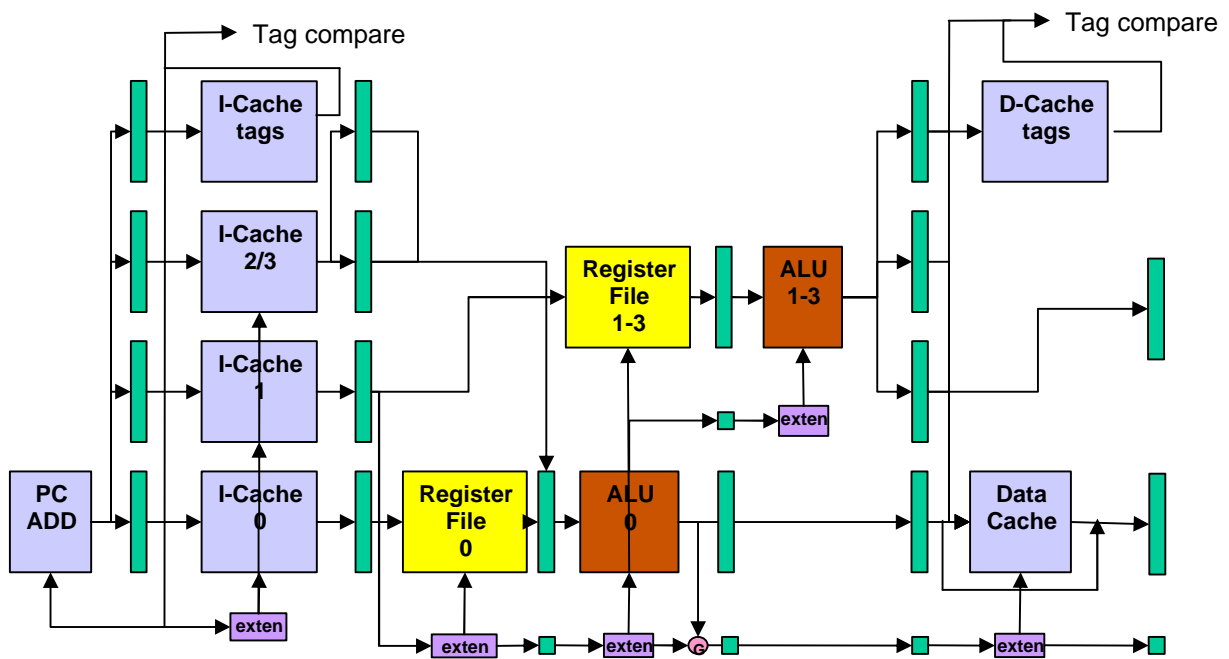 Tag compare
Tag compare
I-Cache
tags
D-Cache
tags
I-Cache
2/3
Register
File
1-3
ALU
1-3
I-Cache
1
exten
PC
ADD
I-Cache
0
Register
File
0
ALU
0
Data
Cache
exten
exten
exten
G
exten